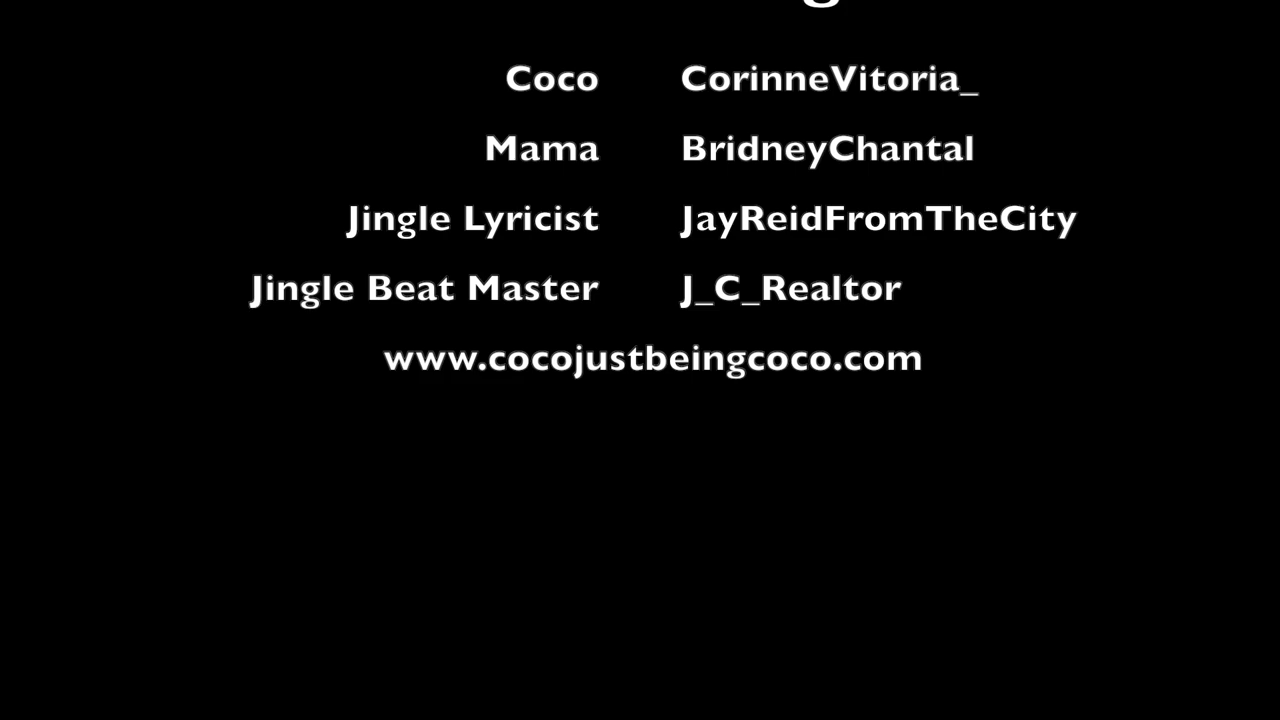 Coco CorinneVitoria_
Mama BridneyChantal
Jingle Lyricist JayReidFromTheCity
Jingle Beat Master J_C_Realtor
www.cocojustbeingcoco.com